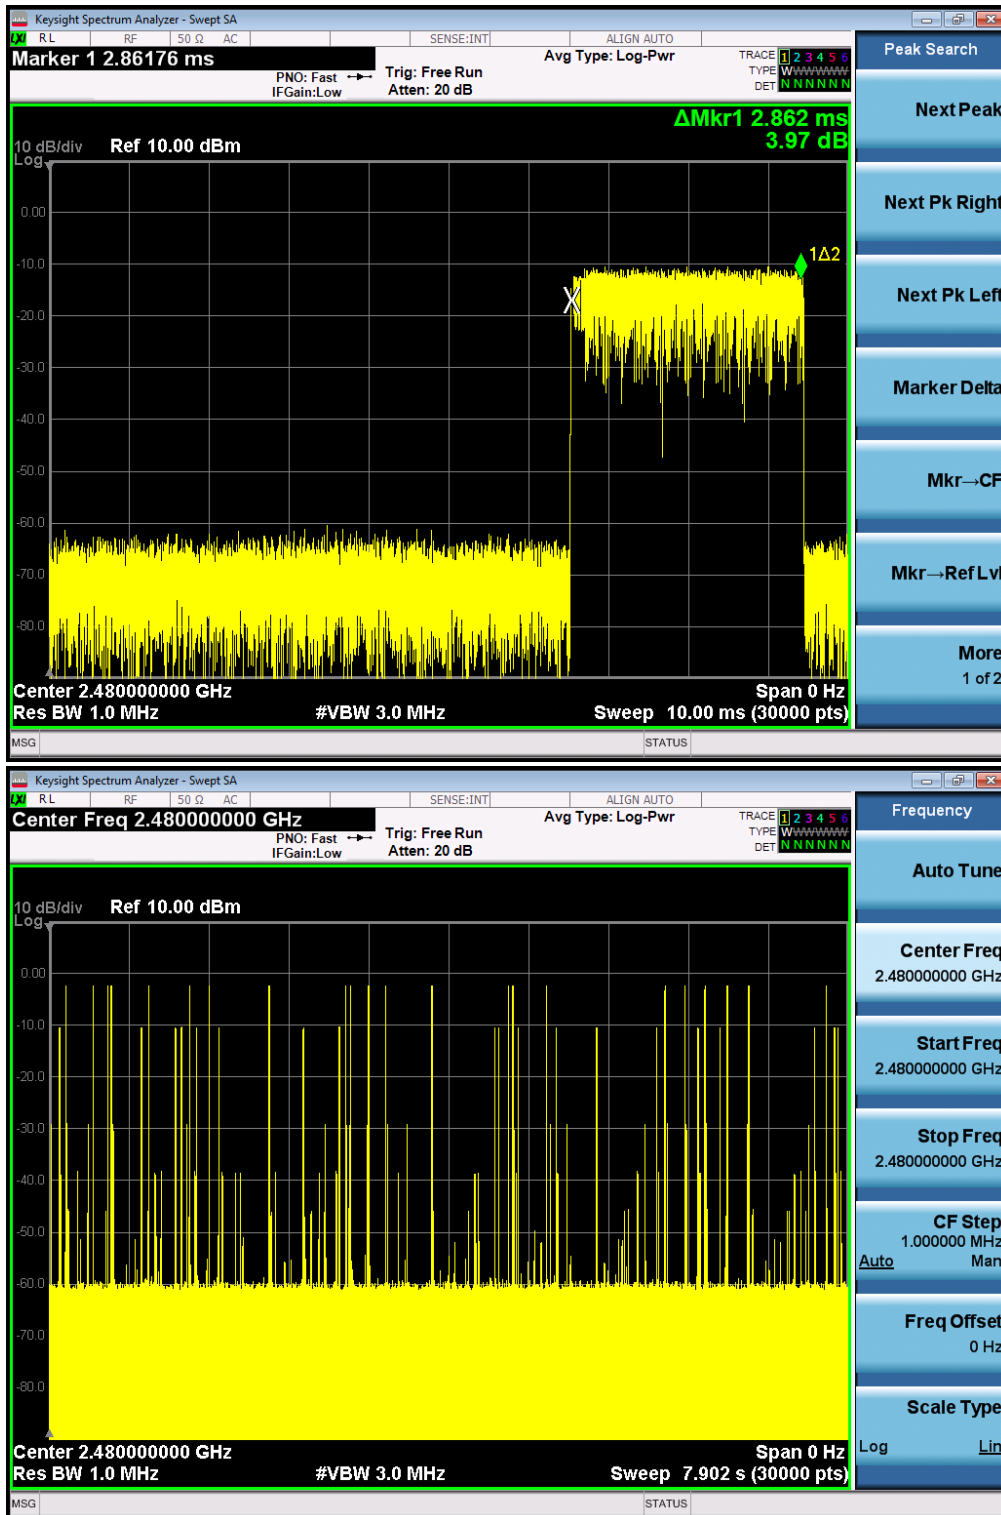 Keysight Spectrum Analyzer - Swept SA
LXI RL RF 50 Ω AC SENSE:INT ALIGN AUTO
Marker 1 2.86176 ms
PNO: Fast
IFGain:Low
Trig: Free Run
Atten: 20 dB
Avg Type: Log-Pwr
TRACE 1 2 3 4 5 6
TYPE WWWWWW
DET N N N N N N
ΔMkr1 2.862 ms
3.97 dB
10 dB/div Ref 10.00 dBm
Log
0.00
-10.0
-20.0
-30.0
-40.0
-50.0
-60.0
-70.0
-80.0
1Δ2
X
Center 2.480000000 GHz Span 0 Hz
Res BW 1.0 MHz #VBW 3.0 MHz Sweep 10.00 ms (30000 pts)
MSG STATUS
Peak Search
Next Peak
Next Pk Right
Next Pk Left
Marker Delta
Mkr→CF
Mkr→Ref Lvl
More
1 of 2
Keysight Spectrum Analyzer - Swept SA
LXI RL RF 50 Ω AC SENSE:INT ALIGN AUTO
Center Freq 2.480000000 GHz
PNO: Fast
IFGain:Low
Trig: Free Run
Atten: 20 dB
Avg Type: Log-Pwr
TRACE 1 2 3 4 5 6
TYPE WWWWWW
DET N N N N N N
10 dB/div Ref 10.00 dBm
Log
0.00
-10.0
-20.0
-30.0
-40.0
-50.0
-60.0
-70.0
-80.0
Center 2.480000000 GHz Span 0 Hz
Res BW 1.0 MHz #VBW 3.0 MHz Sweep 7.902 s (30000 pts)
MSG STATUS
Frequency
Auto Tune
Center Freq
2.480000000 GHz
Start Freq
2.480000000 GHz
Stop Freq
2.480000000 GHz
CF Step
1.000000 MHz
Auto Man
Freq Offset
0 Hz
Scale Type
Log Lin